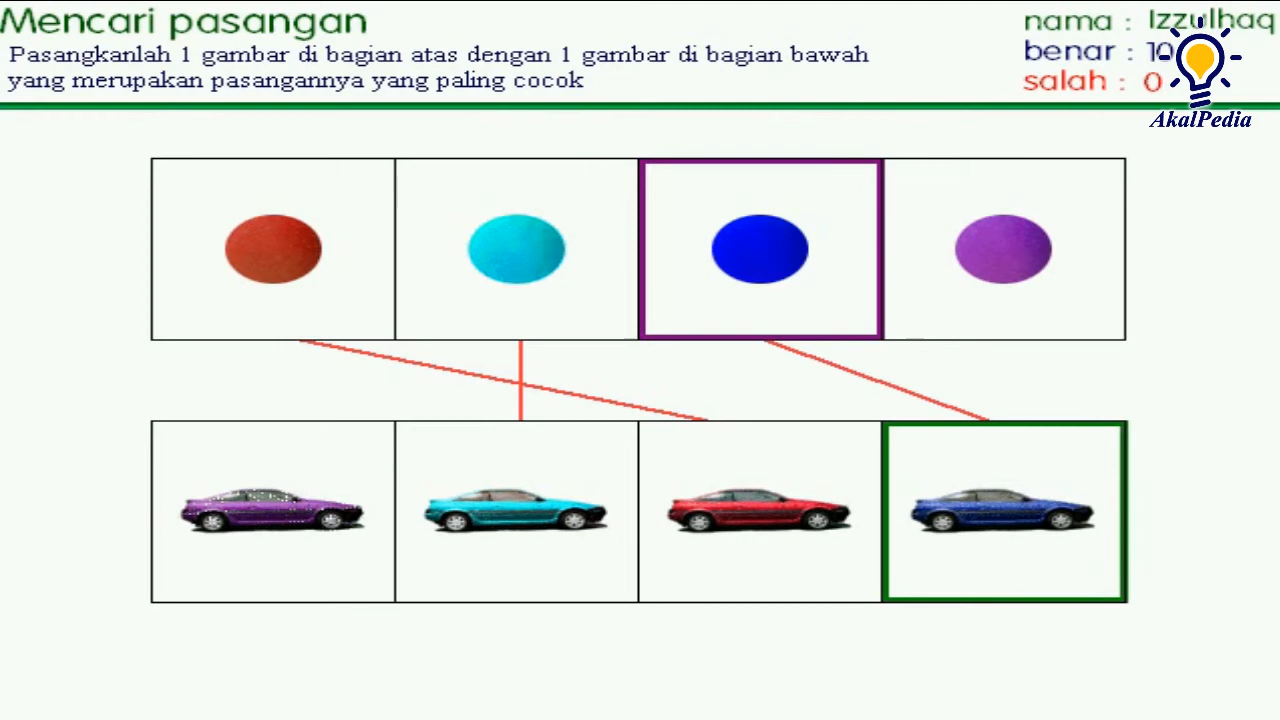 Mencari pasangan
Pasangkanlah 1 gambar di bagian atas dengan 1 gambar di bagian bawah
yang merupakan pasangannya yang paling cocok
nama : Izzulhaq
benar : 10
salah : 0
AkalPedia